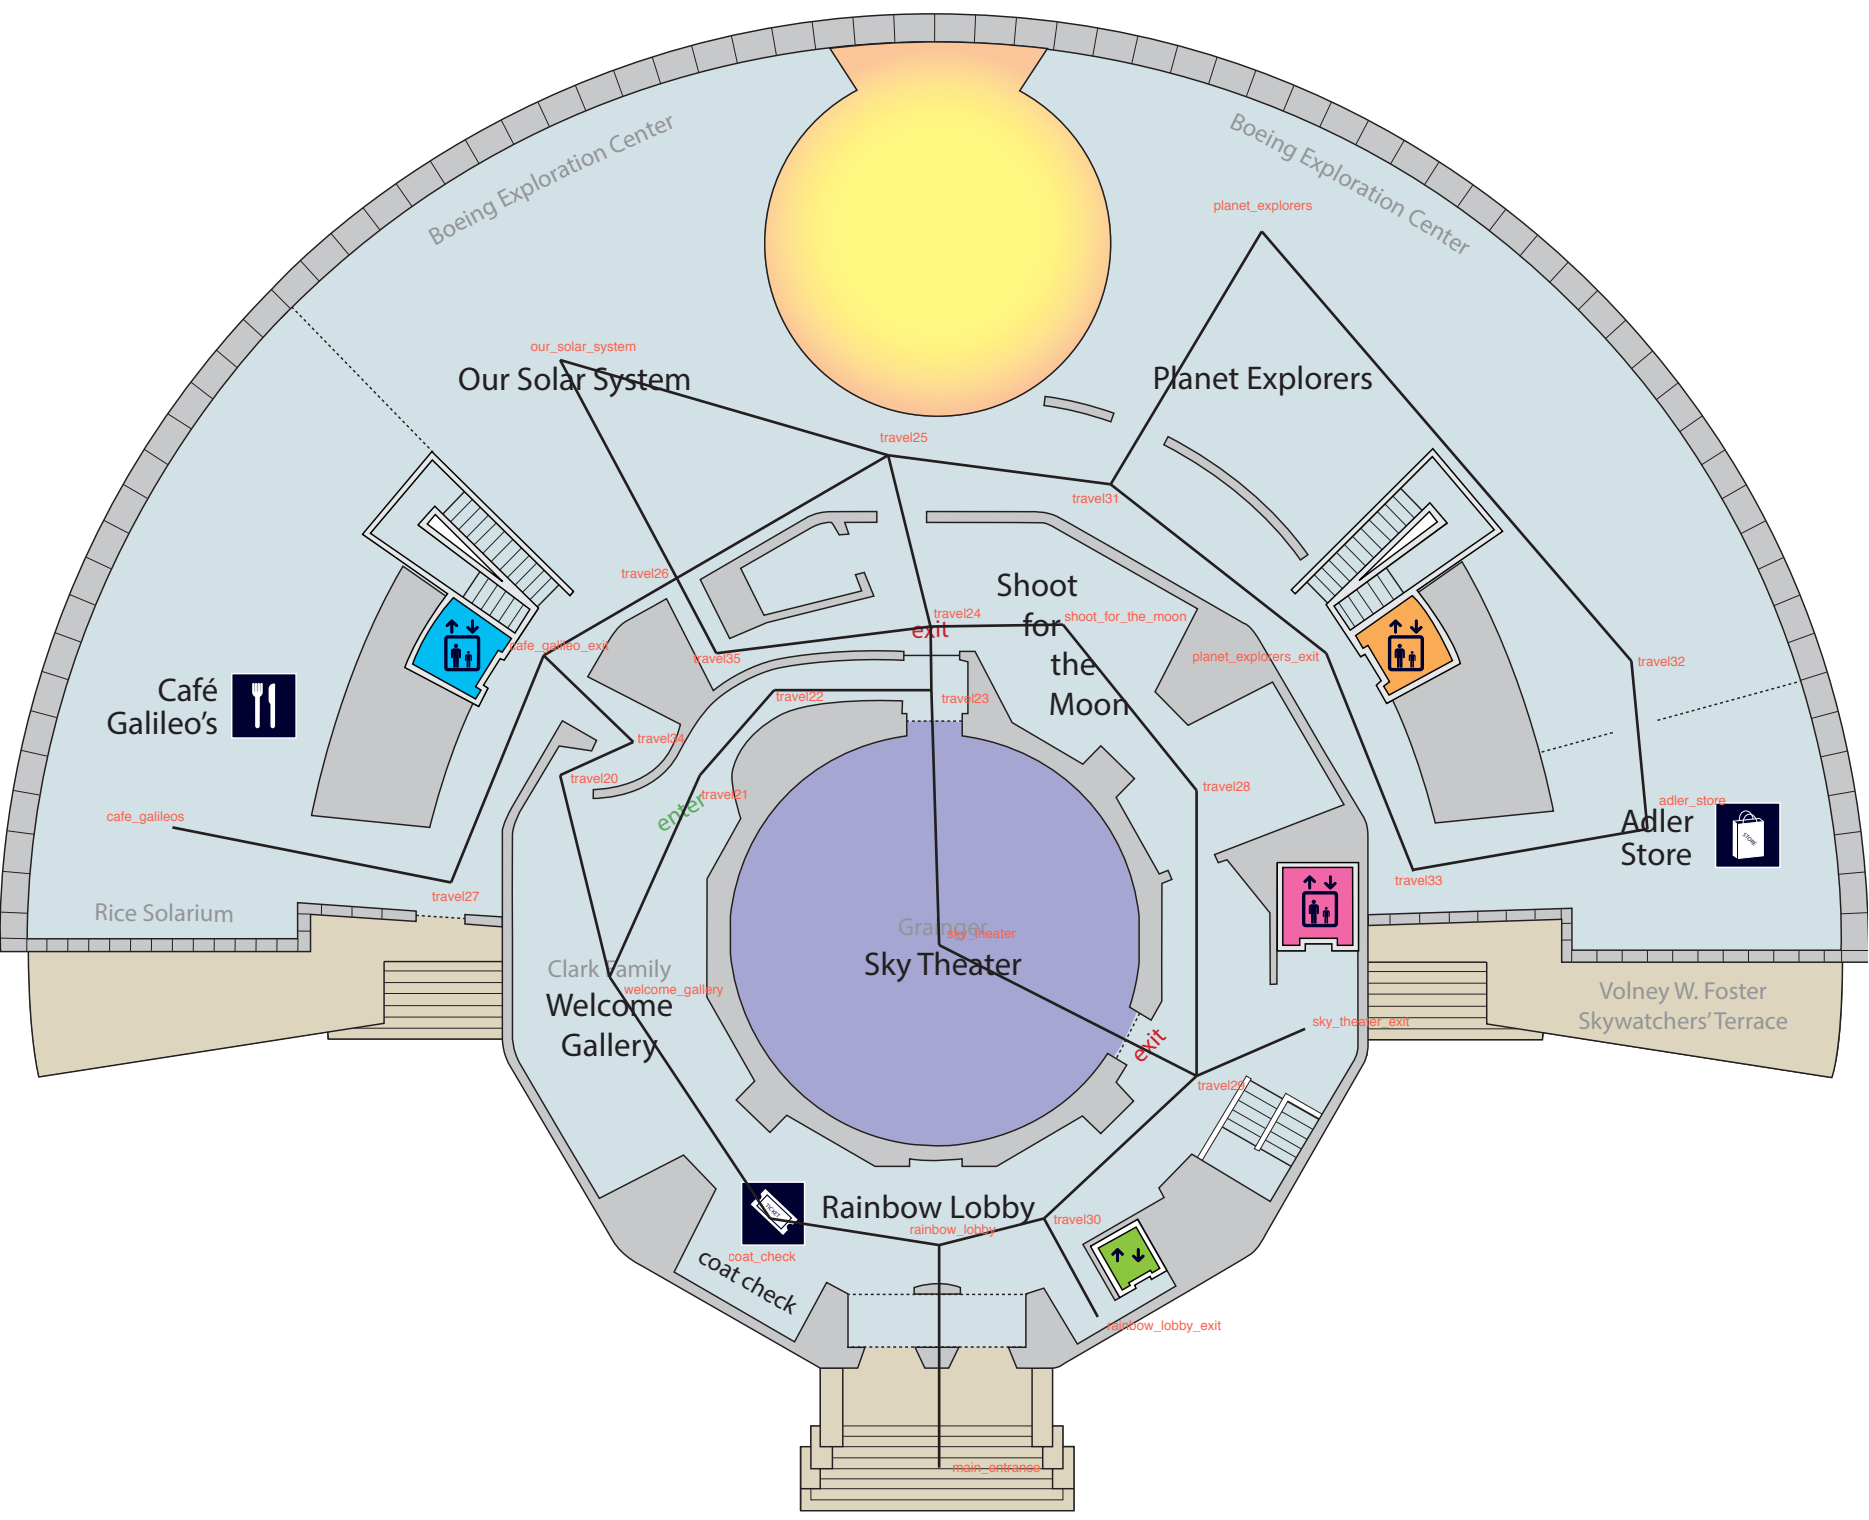 Boeing Exploration Center
Boeing Exploration Center
planet_explorers
our_solar_system
Our Solar System
Planet Explorers
travel25
travel31
travel26
Shoot
for
the
Moon
travel24
shoot_for_the_moon
exit
cafe_galileo_exit
travel35
planet_explorers_exit
travel32
Café
Galileo's
travel22
travel23
travel34
travel20
travel21
enter
travel28
cafe_galileos
adler_store
Adler
Store
STORE
travel33
travel27
Rice Solarium
Grainger
sky_theater
Sky Theater
Clark Family
welcome_gallery
Welcome
Gallery
Volney W. Foster
Skywatchers' Terrace
sky_theater_exit
exit
travel29
TICKET
Rainbow Lobby
rainbow_lobby
travel30
coat_check
coat check
rainbow_lobby_exit
main_entrance